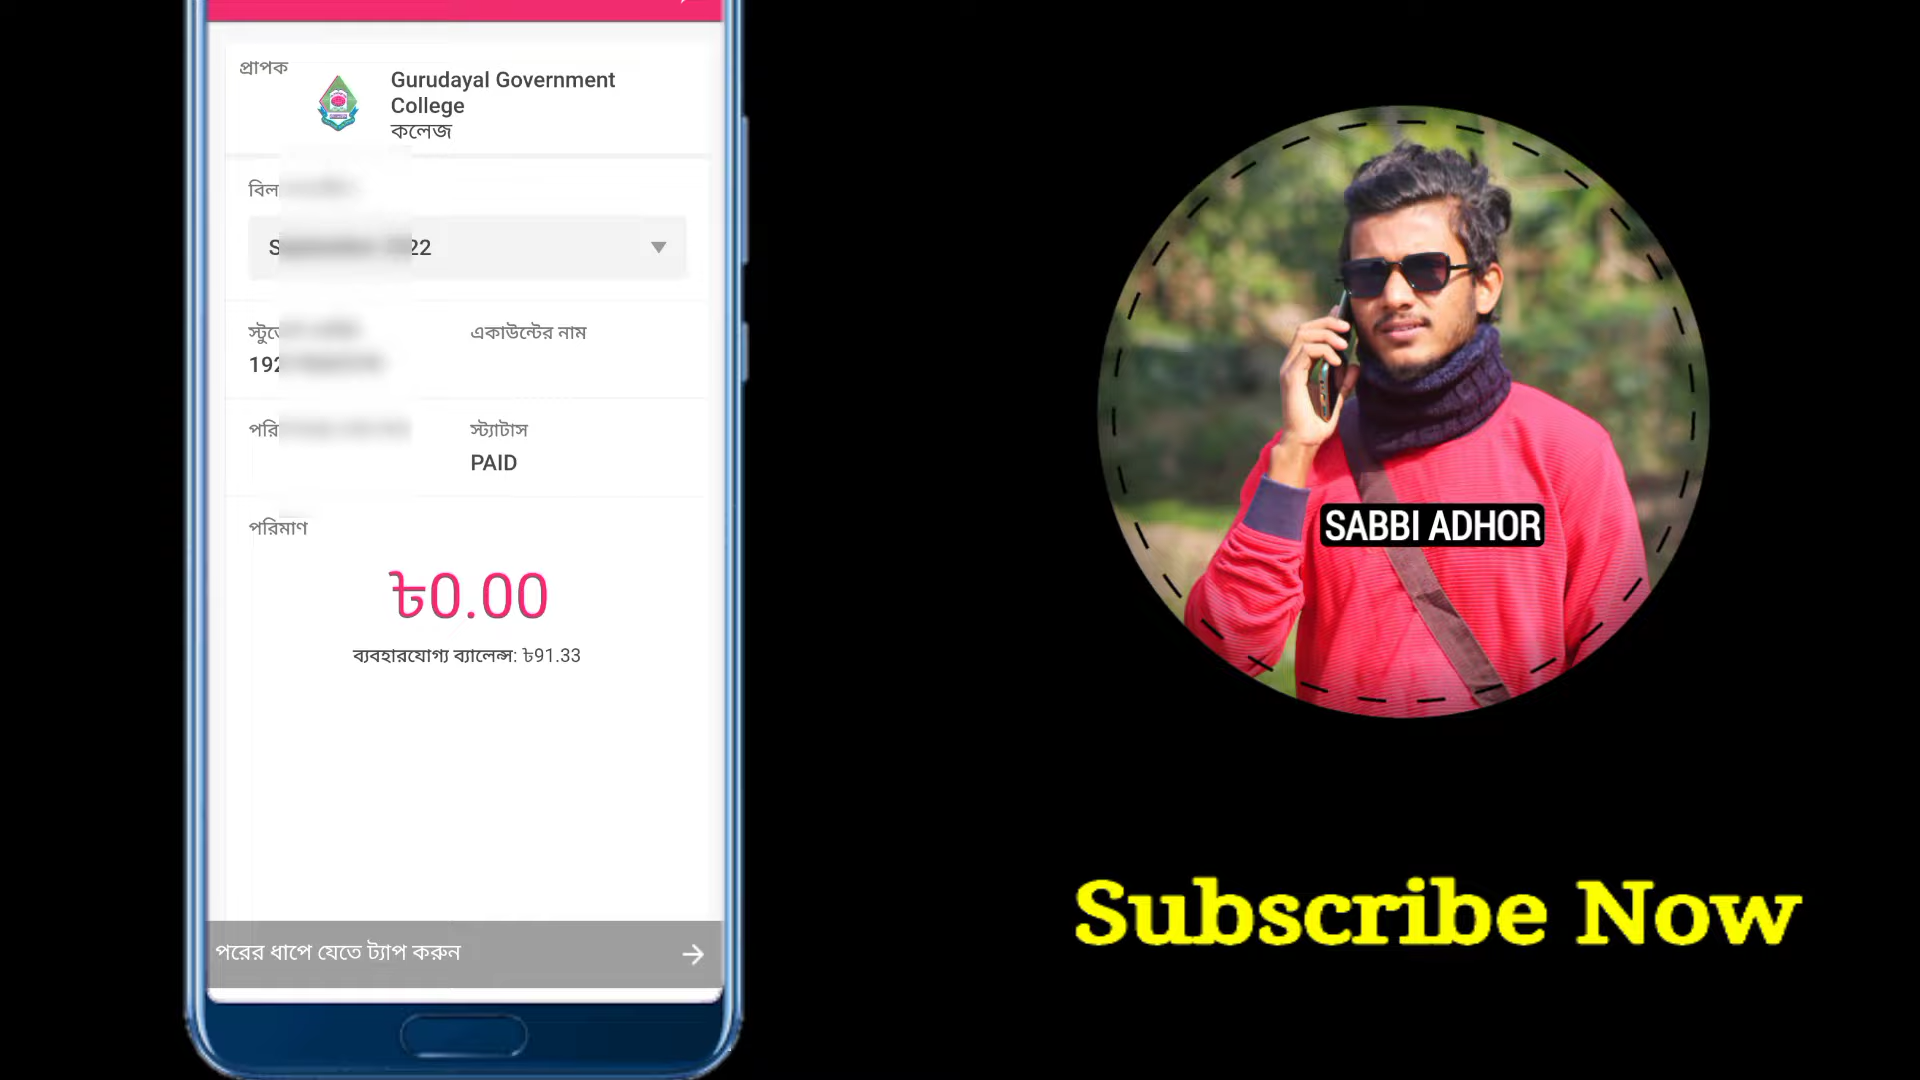 প্রাপক
Gurudayal Government
College
কলেজ
বিল
22
একাউন্টের নাম
192
স্ট্যাটাস
PAID
পরিমাণ
৳0.00
ব্যবহারযোগ্য ব্যালেন্স: ৳91.33
পরের ধাপে যেতে ট্যাপ করুন
SABBI ADHOR
Subscribe Now